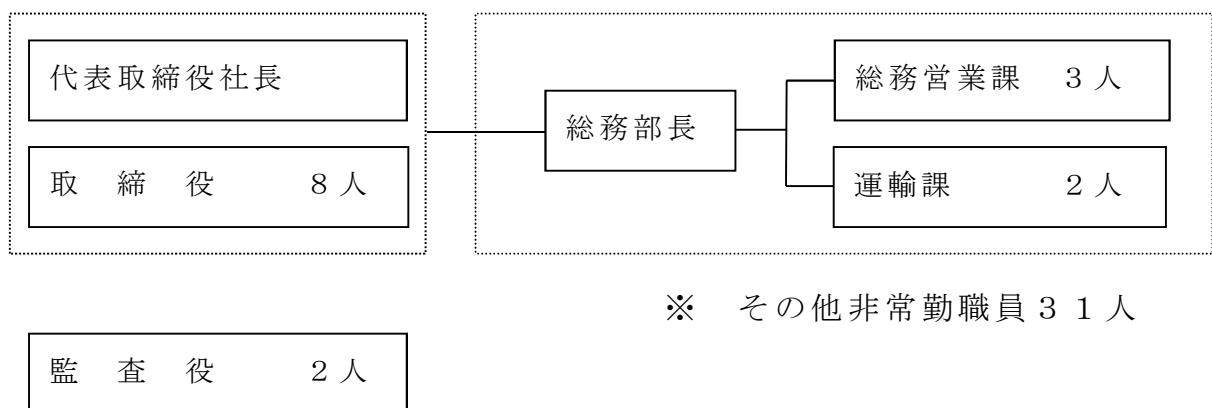 代表取締役社長
取　締　役　　８人
総務部長
総務営業課　３人
運輸課　　　２人
※　その他非常勤職員３１人
監　査　役　　２人